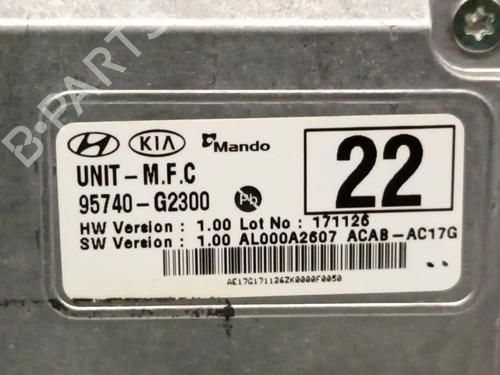 B-PARTS
HYUNDAI KIA Mando
UNIT-M.F.C
95740-G2300 Pb
22
HW Version : 1.00 Lot No : 171126
SW Version : 1.00 AL000A2607 ACAB-AC17G
AE17G171126ZK0000F0050